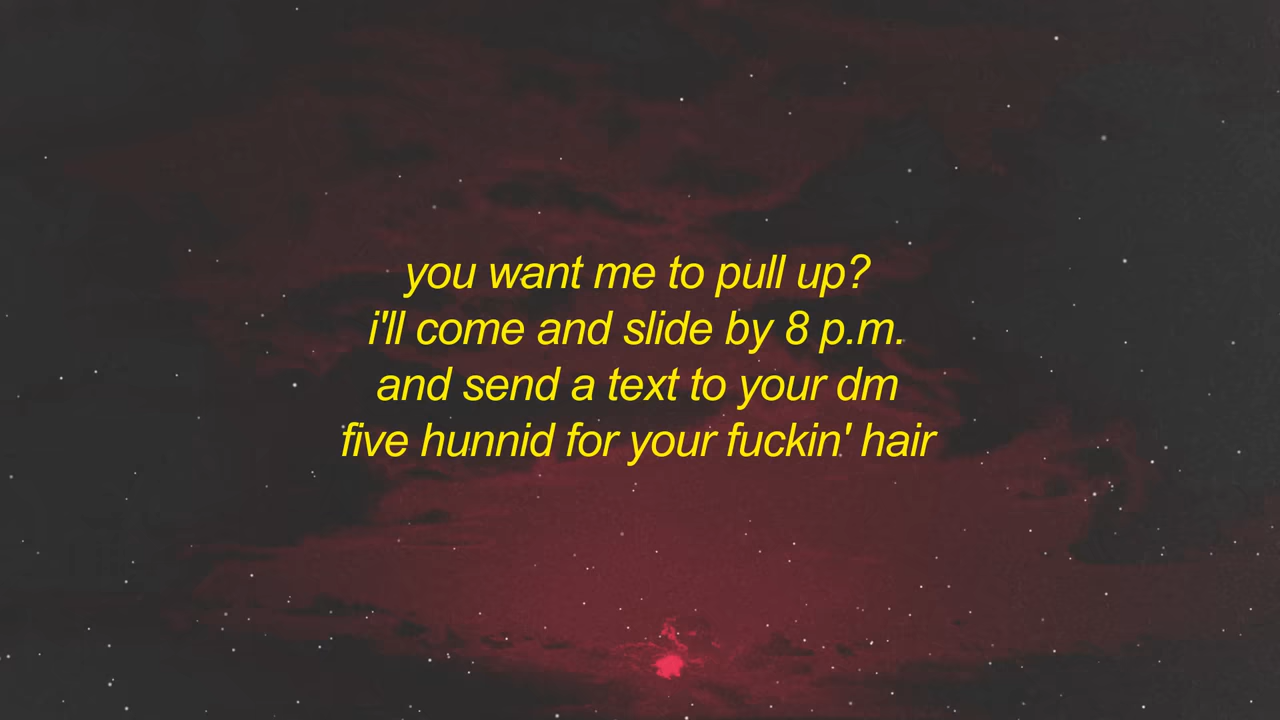 you want me to pull up?
i'll come and slide by 8 p.m.
and send a text to your dm
five hunnid for your fuckin' hair